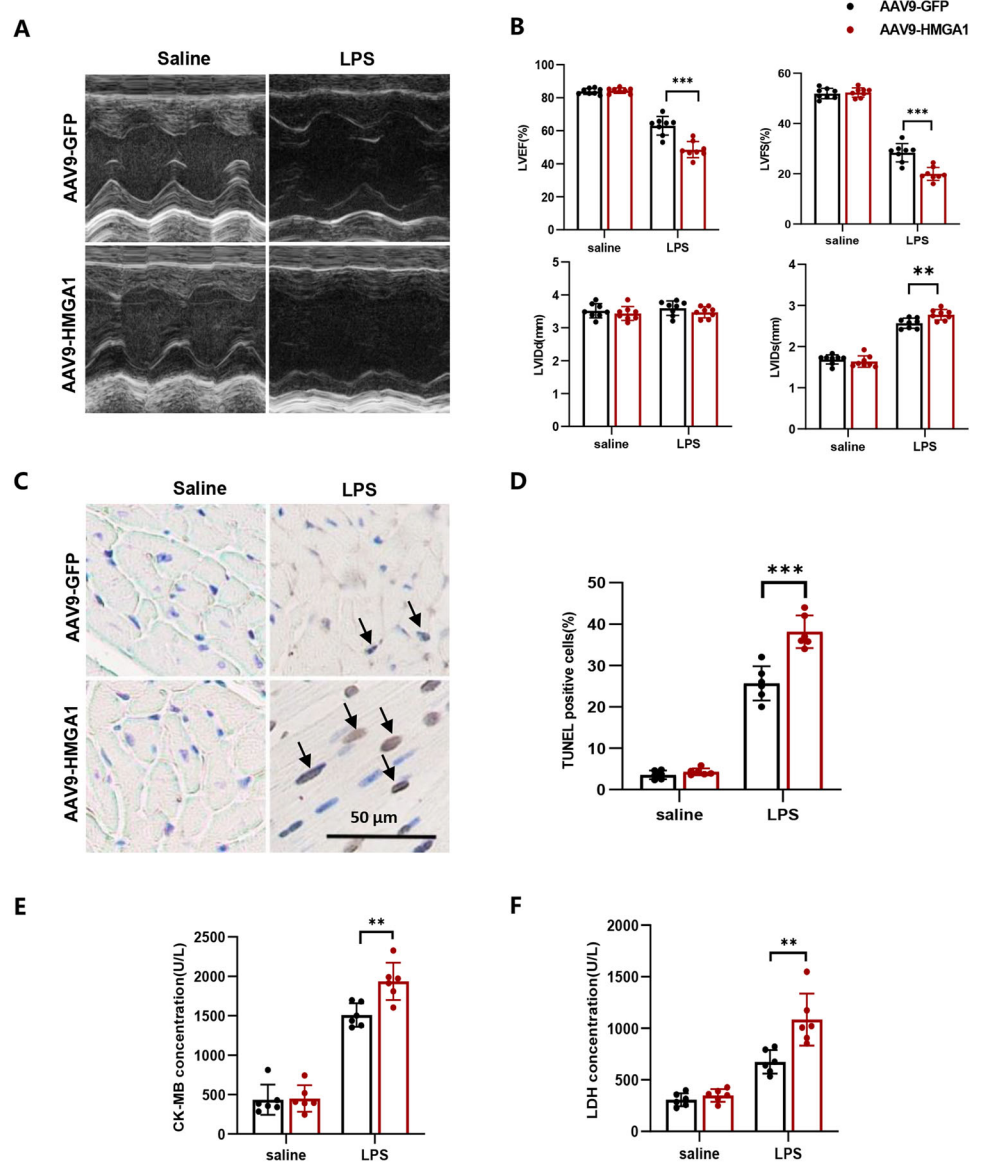 AAV9-GFP
AAV9-HMGA1
A
B
Saline
LPS
AAV9-GFP
AAV9-HMGA1
LVEF(%)
100
80
60
40
20
0
***
saline
LPS
LVFS(%)
60
40
20
0
***
saline
LPS
LVIDd(mm)
5
4
3
2
1
0
saline
LPS
LVIDs(mm)
4
3
2
1
0
**
saline
LPS
C
Saline
LPS
AAV9-GFP
AAV9-HMGA1
50 μm
D
TUNEL positive cells(%)
50
40
30
20
10
0
***
saline
LPS
E
CK-MB concentration(U/L)
2500
2000
1500
1000
500
0
**
saline
LPS
F
LDH concentration(U/L)
2000
1500
1000
500
0
**
saline
LPS